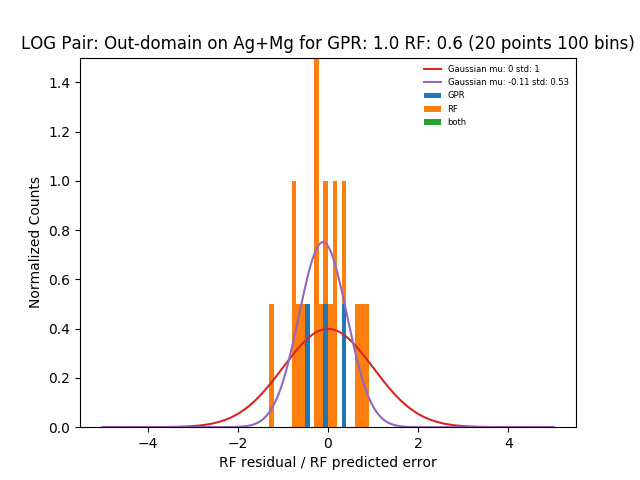 LOG Pair: Out-domain on Ag+Mg for GPR: 1.0 RF: 0.6 (20 points 100 bins)
Gaussian mu: 0 std: 1
Gaussian mu: -0.11 std: 0.53
GPR
RF
both
Normalized Counts
1.4
1.2
1.0
0.8
0.6
0.4
0.2
0.0
−4 −2 0 2 4
RF residual / RF predicted error